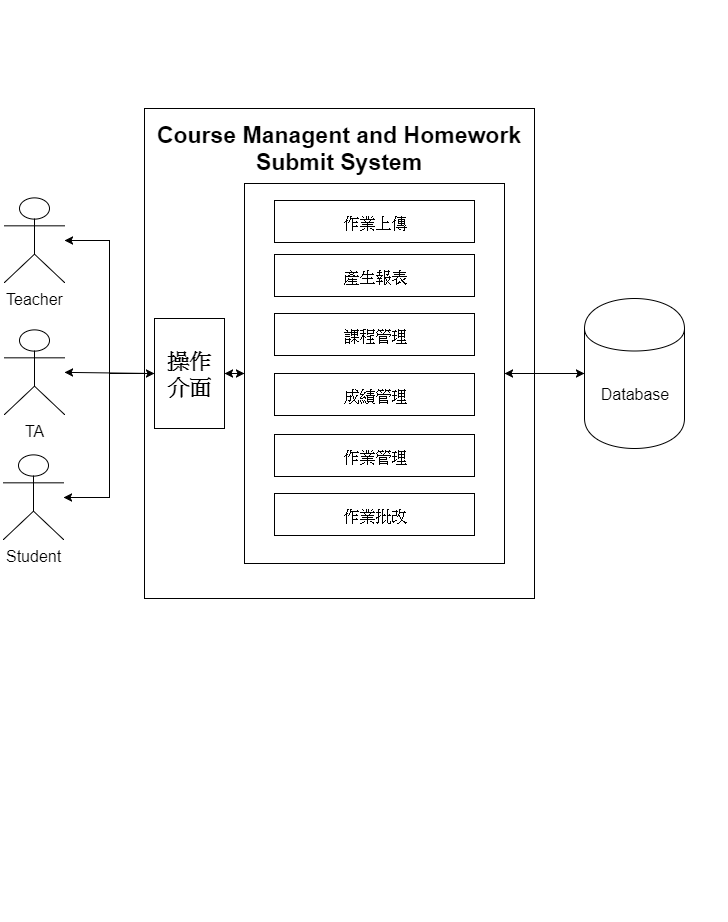 Course Managent and Homework
Submit System
作業上傳
產生報表
課程管理
成績管理
作業管理
作業批改
操作
介面
Teacher
TA
Student
Database